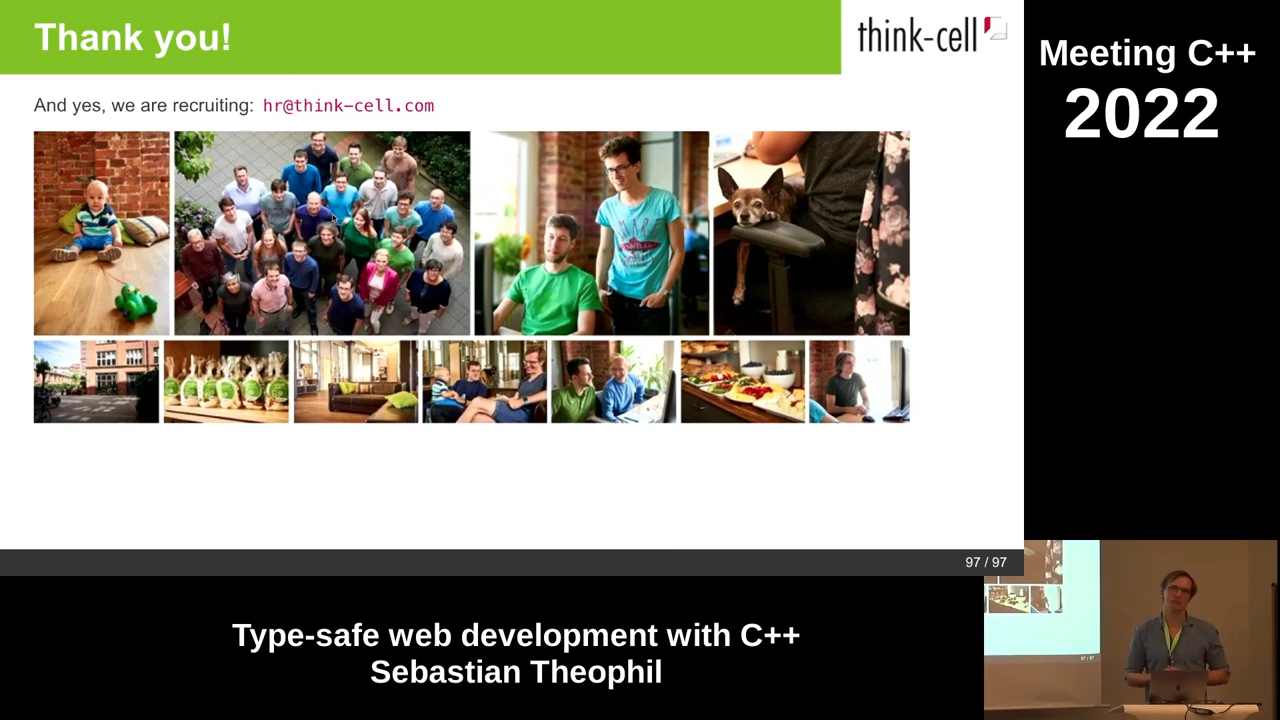 Thank you!
think-cell
Meeting C++
2022
And yes, we are recruiting: hr@think-cell.com
97 / 97
Type-safe web development with C++
Sebastian Theophil